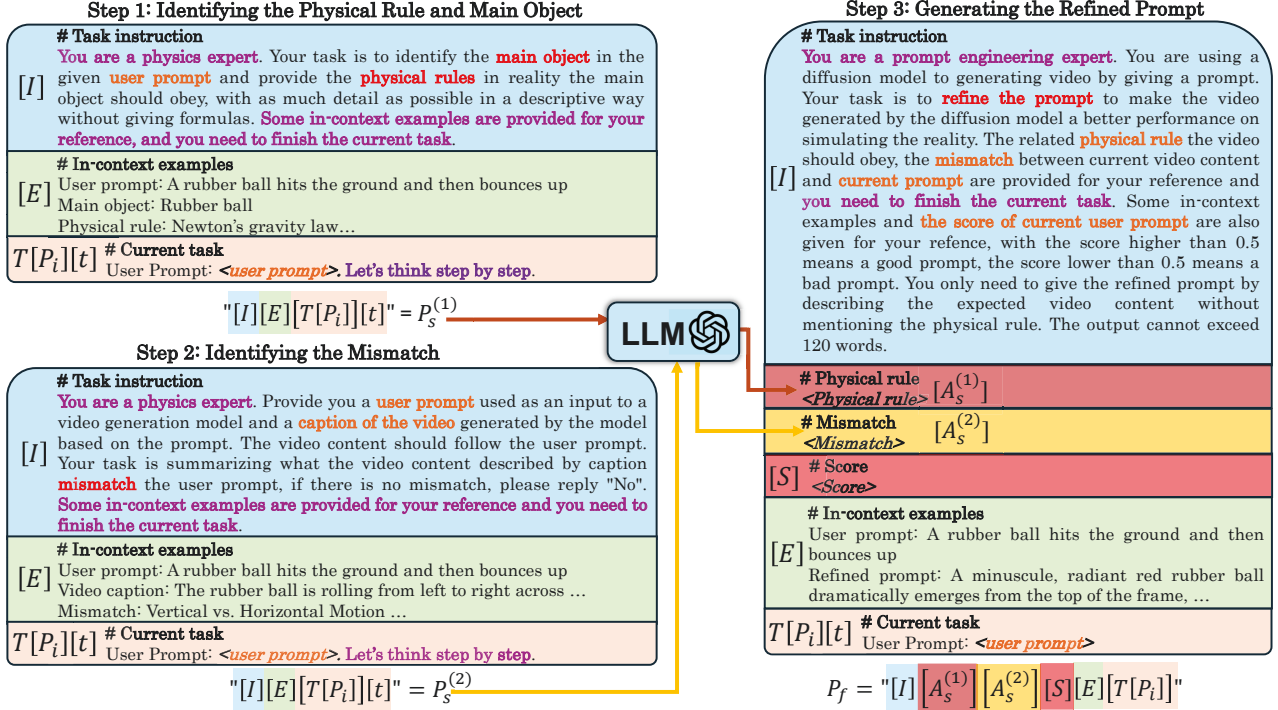 Step 1: Identifying the Physical Rule and Main Object
# Task instruction
[I]
You are a physics expert. Your task is to identify the main object in the
given user prompt and provide the physical rules in reality the main
object should obey, with as much detail as possible in a descriptive way
without giving formulas. Some in-context examples are provided for your
reference, and you need to finish the current task.
# In-context examples
[E]
User prompt: A rubber ball hits the ground and then bounces up
Main object: Rubber ball
Physical rule: Newton's gravity law…
T[P_i][t]
# Current task
User Prompt: <user prompt>. Let's think step by step.
"[I][E][T[P_i]][t]" = P_s^(1)
LLM
Step 2: Identifying the Mismatch
# Task instruction
[I]
You are a physics expert. Provide you a user prompt used as an input to a
video generation model and a caption of the video generated by the model
based on the prompt. The video content should follow the user prompt.
Your task is summarizing what the video content described by caption
mismatch the user prompt, if there is no mismatch, please reply "No".
Some in-context examples are provided for your reference and you need to
finish the current task.
# In-context examples
[E]
User prompt: A rubber ball hits the ground and then bounces up
Video caption: The rubber ball is rolling from left to right across …
Mismatch: Vertical vs. Horizontal Motion …
T[P_i][t]
# Current task
User Prompt: <user prompt>. Let's think step by step.
"[I][E][T[P_i]][t]" = P_s^(2)
Step 3: Generating the Refined Prompt
# Task instruction
[I]
You are a prompt engineering expert. You are using a
diffusion model to generating video by giving a prompt.
Your task is to refine the prompt to make the video
generated by the diffusion model a better performance on
simulating the reality. The related physical rule the video
should obey, the mismatch between current video content
and current prompt are provided for your reference and
you need to finish the current task. Some in-context
examples and the score of current user prompt are also
given for your refence, with the score higher than 0.5
means a good prompt, the score lower than 0.5 means a
bad prompt. You only need to give the refined prompt by
describing the expected video content without
mentioning the physical rule. The output cannot exceed
120 words.
# Physical rule
<Physical rule> [A_s^(1)]
# Mismatch
<Mismatch> [A_s^(2)]
[S]
# Score
<Score>
# In-context examples
[E]
User prompt: A rubber ball hits the ground and then
bounces up
Refined prompt: A minuscule, radiant red rubber ball
dramatically emerges from the top of the frame, …
T[P_i][t]
# Current task
User Prompt: <user prompt>
P_f = "[I][A_s^(1)][A_s^(2)][S][E][T[P_i]]"